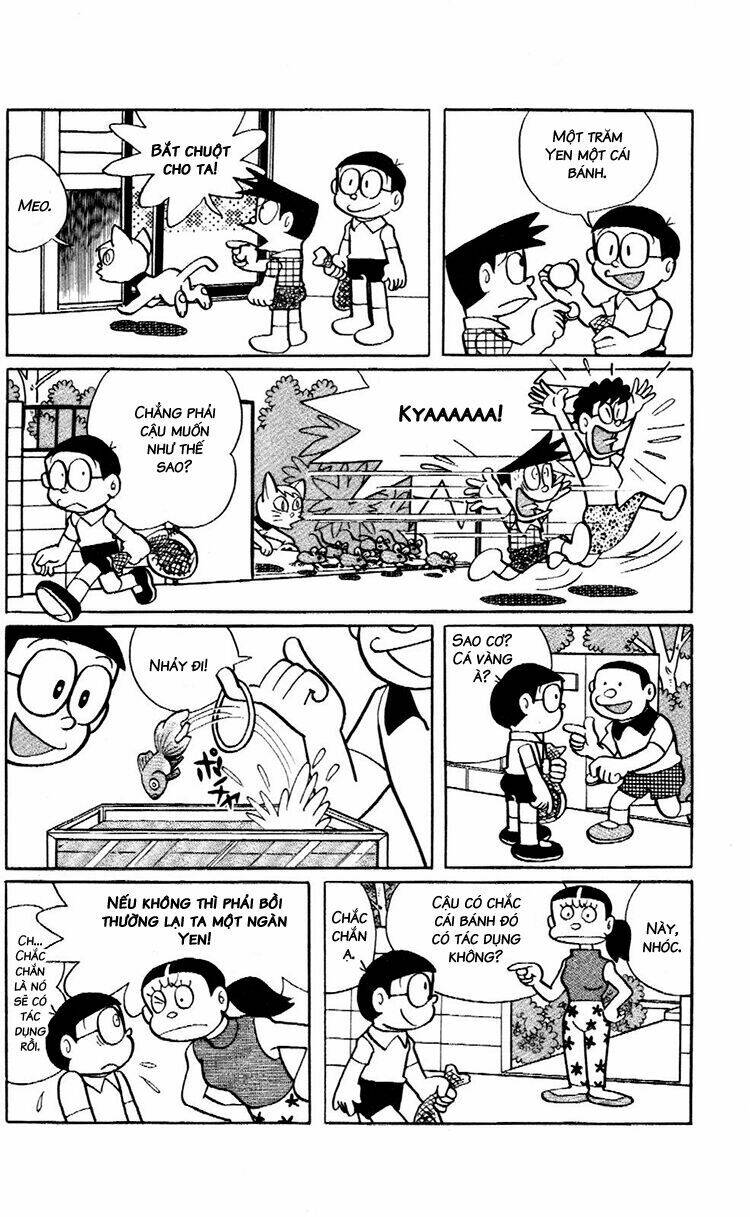 MỘT TRĂM
YEN MỘT CÁI
BÁNH.
BẮT CHUỘT
CHO TA!
MEO.
KYAAAAAA!
CHẲNG PHẢI
CẬU MUỐN
NHƯ THẾ
SAO?
SAO CƠ?
CÁ VÀNG
À?
NHẢY ĐI!
NÀY,
NHÓC.
CẬU CÓ CHẮC
CÁI BÁNH ĐÓ
CÓ TÁC DỤNG
KHÔNG?
CHẮC
CHẮN
Ạ.
NẾU KHÔNG THÌ PHẢI BỒI
THƯỜNG LẠI TA MỘT NGÀN
YEN!
CH...
CHẮC
CHẮN
LÀ NÓ
SẼ CÓ
TÁC
DỤNG
RỒI.